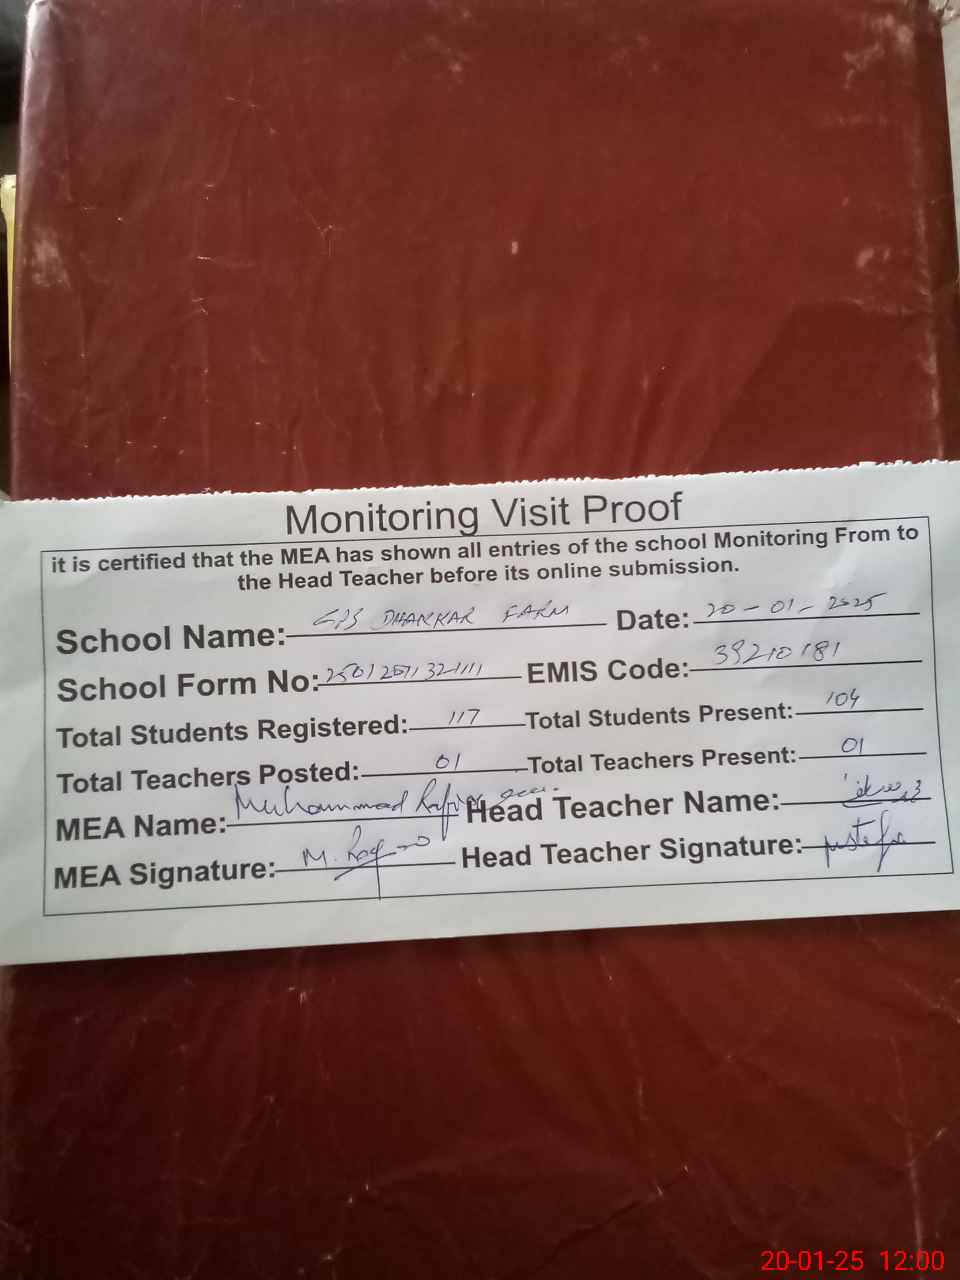 Monitoring Visit Proof
it is certified that the MEA has shown all entries of the school Monitoring From to
the Head Teacher before its online submission.
School Name: GPS DHAKKAR FARM Date: 20-01-2025
School Form No: EMIS Code: 39210181
Total Students Registered: 117 Total Students Present: 104
Total Teachers Posted: 01 Total Teachers Present: 01
MEA Name: Muhammad Head Teacher Name:
MEA Signature: M. Head Teacher Signature:
20-01-25 12:00